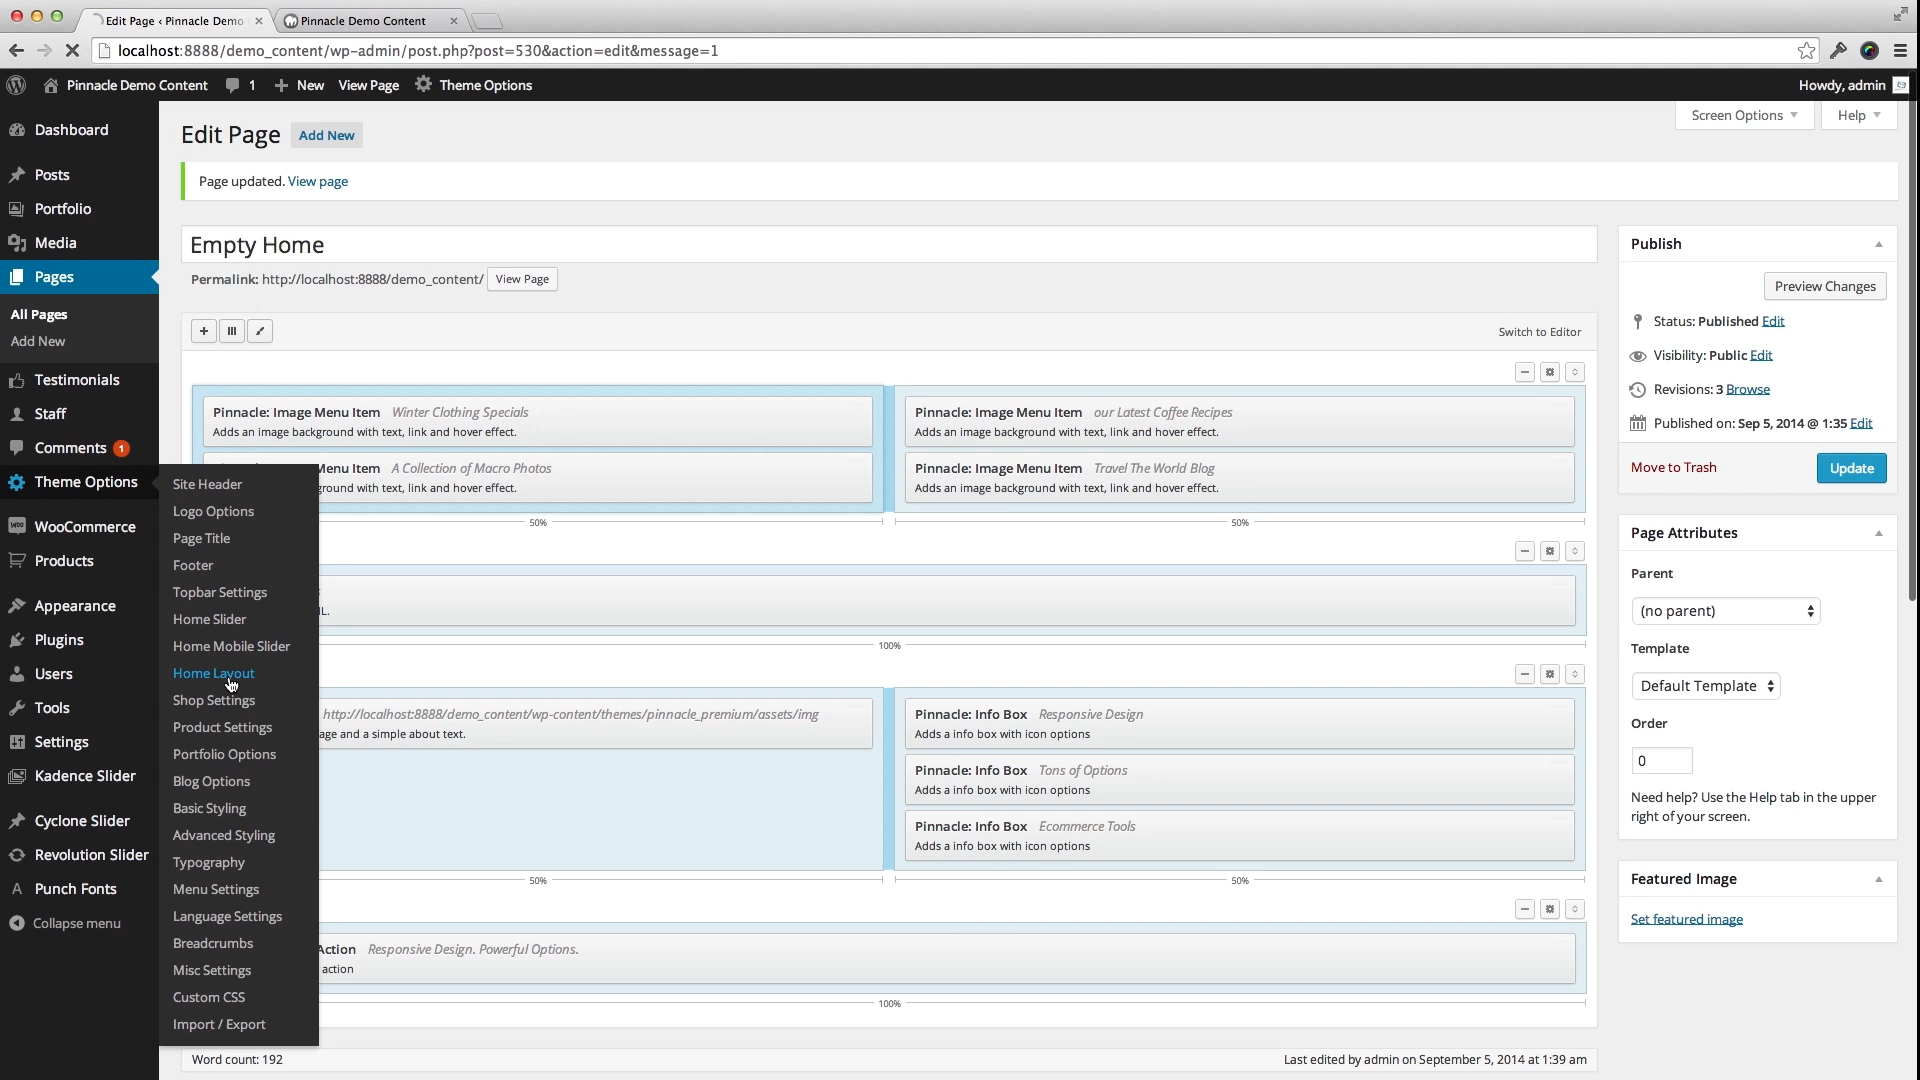 Edit Page ‹ Pinnacle Demo
Pinnacle Demo Content
localhost:8888/demo_content/wp-admin/post.php?post=530&action=edit&message=1
Pinnacle Demo Content
1
New
View Page
Theme Options
Howdy, admin
Dashboard
Posts
Portfolio
Media
Pages
All Pages
Add New
Testimonials
Staff
Comments 1
Theme Options
WooCommerce
Products
Appearance
Plugins
Users
Tools
Settings
Kadence Slider
Cyclone Slider
Revolution Slider
Punch Fonts
Collapse menu
Site Header
Logo Options
Page Title
Footer
Topbar Settings
Home Slider
Home Mobile Slider
Home Layout
Shop Settings
Product Settings
Portfolio Options
Blog Options
Basic Styling
Advanced Styling
Typography
Menu Settings
Language Settings
Breadcrumbs
Misc Settings
Custom CSS
Import / Export
Screen Options
Help
Edit Page Add New
Page updated. View page
Empty Home
Permalink: http://localhost:8888/demo_content/ View Page
Switch to Editor
Pinnacle: Image Menu Item Winter Clothing Specials
Adds an image background with text, link and hover effect.
Menu Item A Collection of Macro Photos
ground with text, link and hover effect.
Pinnacle: Image Menu Item our Latest Coffee Recipes
Adds an image background with text, link and hover effect.
Pinnacle: Image Menu Item Travel The World Blog
Adds an image background with text, link and hover effect.
50%
50%
L.
100%
http://localhost:8888/demo_content/wp-content/themes/pinnacle_premium/assets/img
age and a simple about text.
Pinnacle: Info Box Responsive Design
Adds a info box with icon options
Pinnacle: Info Box Tons of Options
Adds a info box with icon options
Pinnacle: Info Box Ecommerce Tools
Adds a info box with icon options
50%
50%
Action Responsive Design. Powerful Options.
action
100%
Word count: 192
Last edited by admin on September 5, 2014 at 1:39 am
Publish
Preview Changes
Status: Published Edit
Visibility: Public Edit
Revisions: 3 Browse
Published on: Sep 5, 2014 @ 1:35 Edit
Move to Trash
Update
Page Attributes
Parent
(no parent)
Template
Default Template
Order
0
Need help? Use the Help tab in the upper
right of your screen.
Featured Image
Set featured image